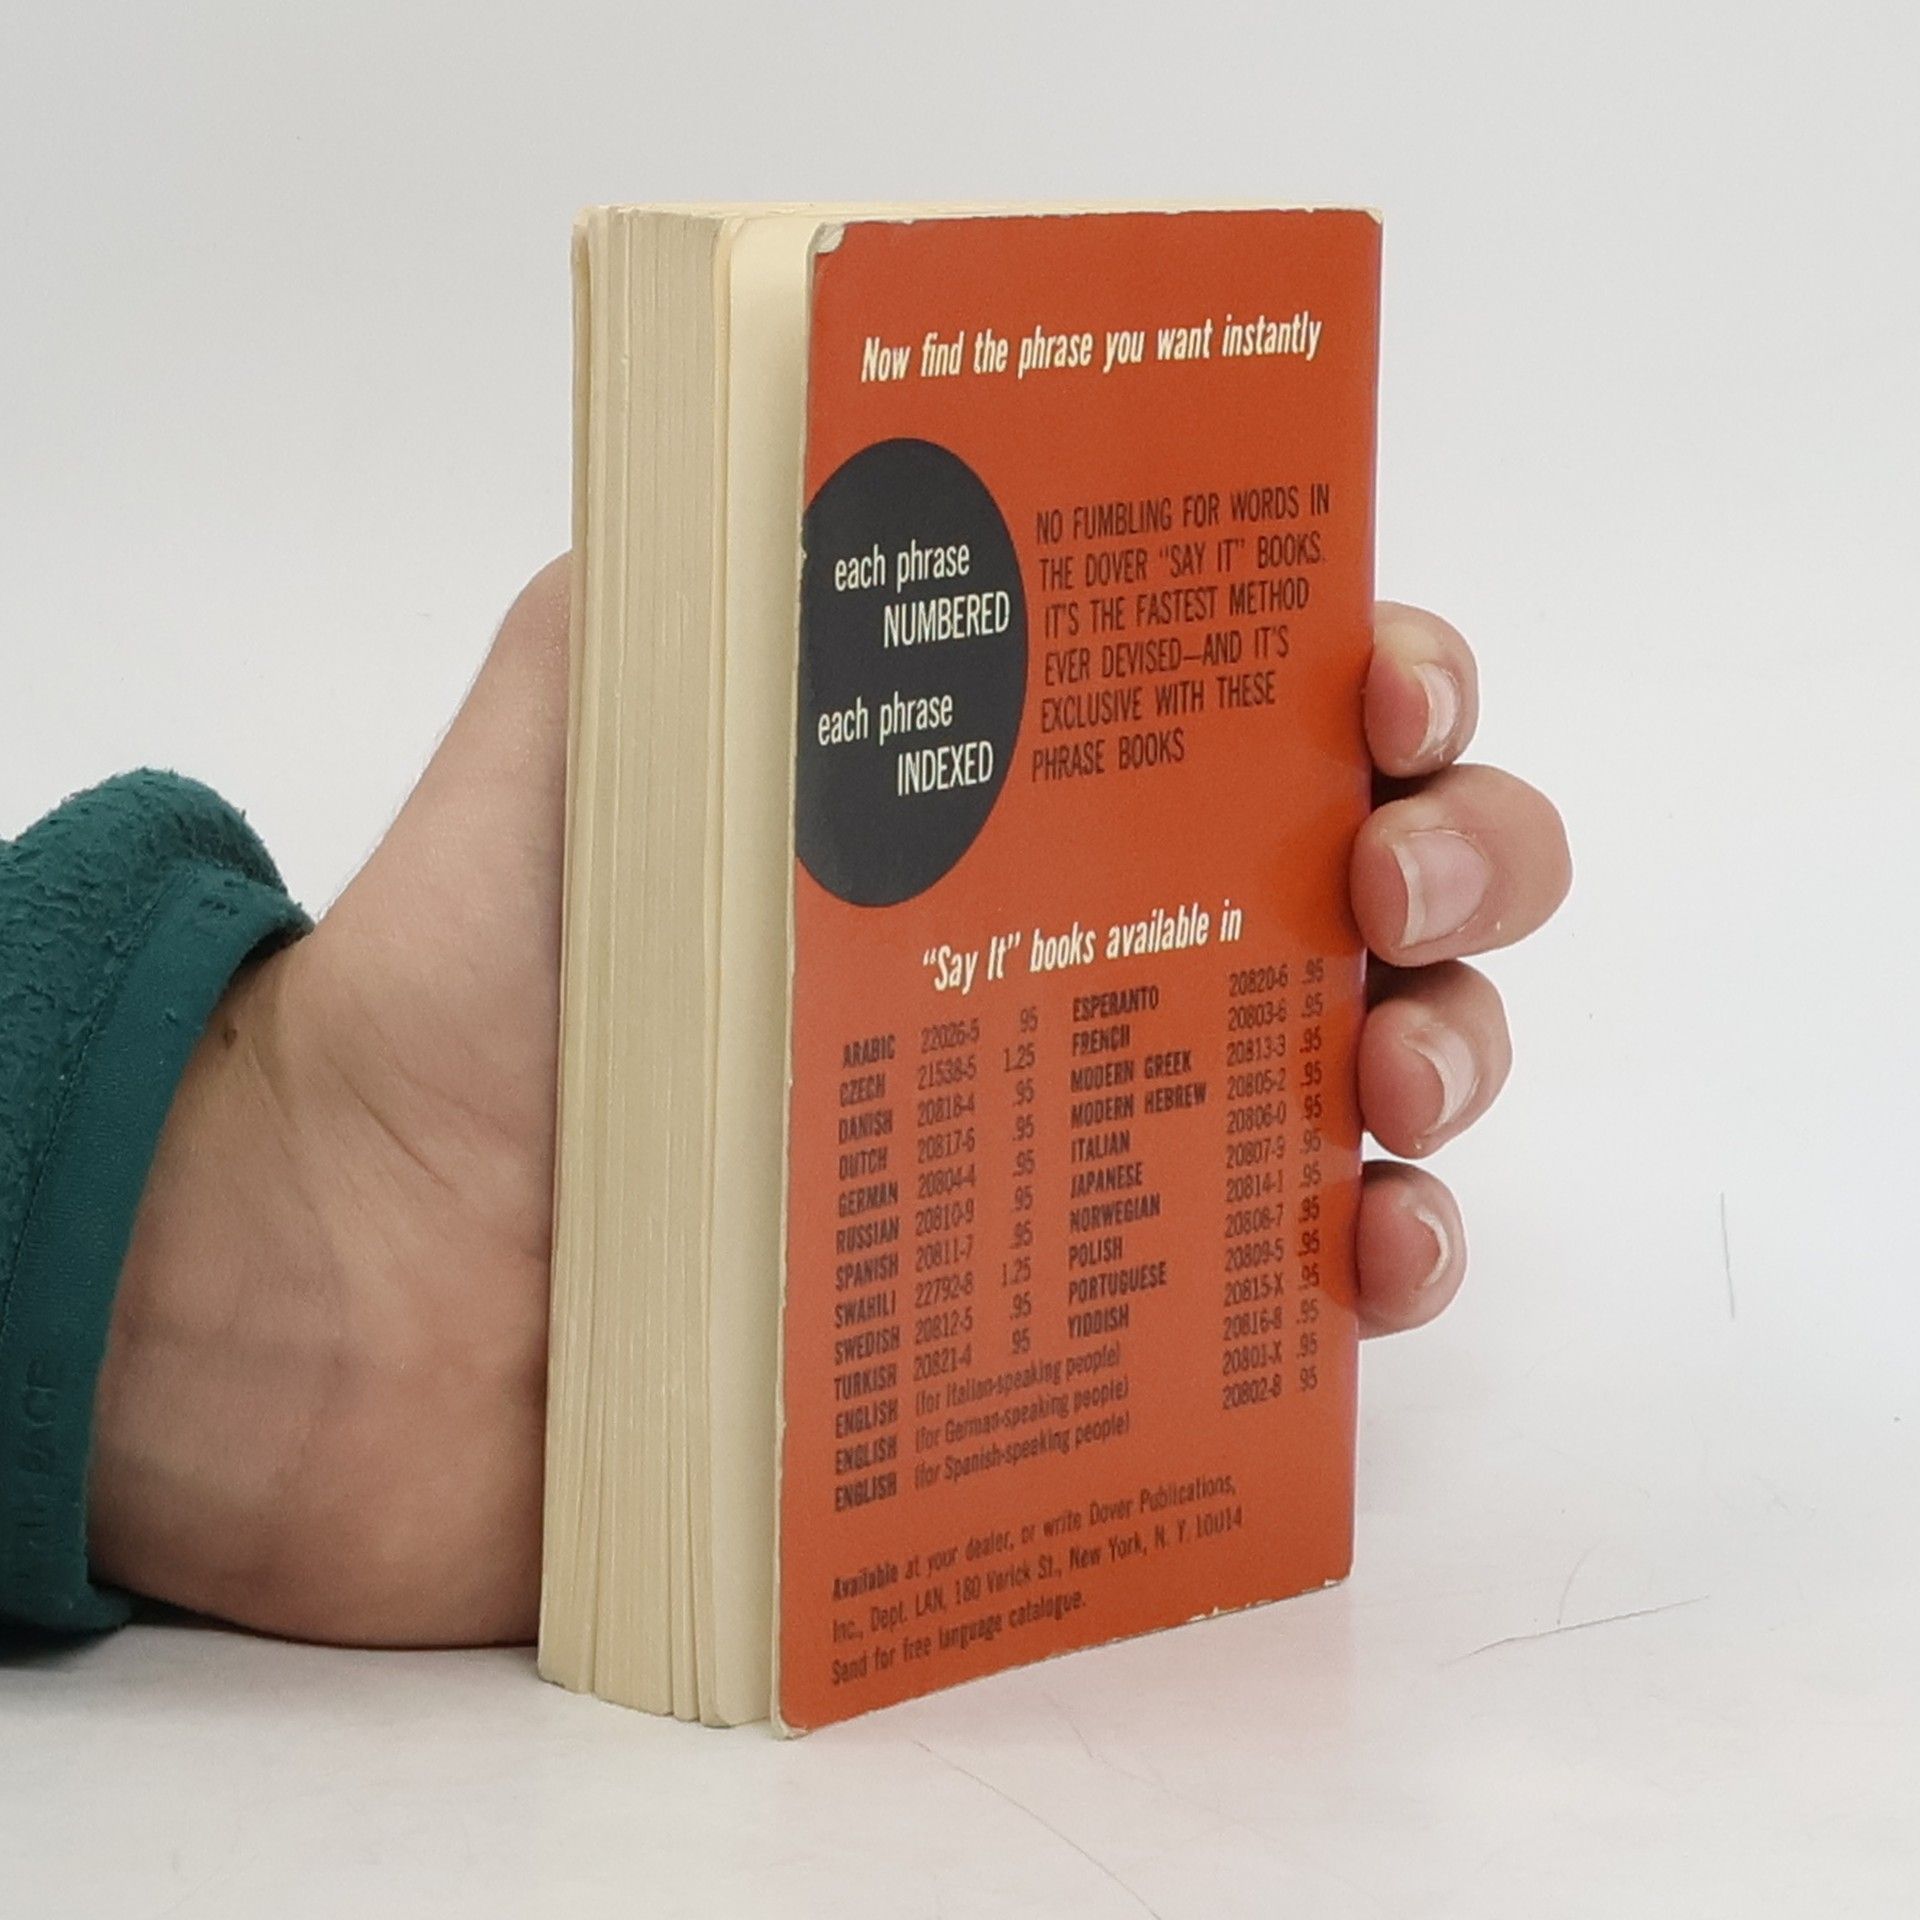 Now find the phrase you want instantly
each phrase
NUMBERED
each phrase
INDEXED
NO FUMBLING FOR WORDS IN
THE DOVER "SAY IT" BOOKS.
IT'S THE FASTEST METHOD
EVER DEVISED—AND IT'S
EXCLUSIVE WITH THESE
PHRASE BOOKS
"Say It" books available in
ARABIC 22026-5 .95 ESPERANTO 20820-6 .95
CZECH 21538-5 1.25 FRENCH 20803-6 .95
DANISH 20818-4 .95 MODERN GREEK 20813-3 .95
DUTCH 20817-6 .95 MODERN HEBREW 20805-2 .95
GERMAN 20804-4 .95 ITALIAN 20806-0 .95
RUSSIAN 20810-9 .95 JAPANESE 20807-9 .95
SPANISH 20811-7 .95 NORWEGIAN 20814-1 .95
SWAHILI 22792-8 1.25 POLISH 20808-7 .95
SWEDISH 20812-5 .95 PORTUGUESE 20809-5 .95
TURKISH 20821-4 .95 YIDDISH 20815-X .95
ENGLISH (for Italian-speaking people) 20816-8 .95
ENGLISH (for German-speaking people) 20801-X .95
ENGLISH (for Spanish-speaking people) 20802-8 .95
Available at your dealer, or write Dover Publications,
Inc., Dept. LAN, 180 Varick St., New York, N. Y. 10014
Send for free language catalogue.